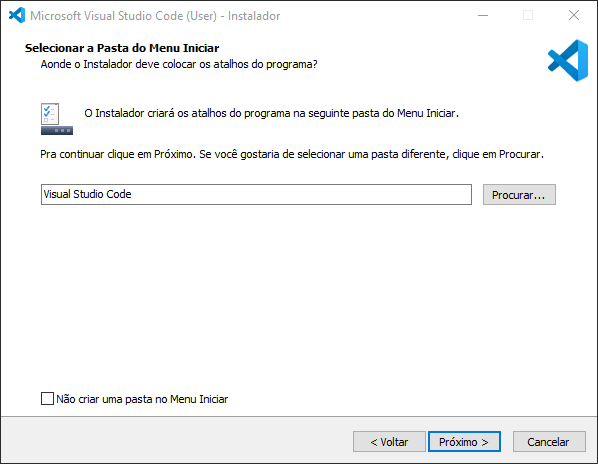 Microsoft Visual Studio Code (User) - Instalador
Selecionar a Pasta do Menu Iniciar
Aonde o Instalador deve colocar os atalhos do programa?
O Instalador criará os atalhos do programa na seguinte pasta do Menu Iniciar.
Pra continuar clique em Próximo. Se você gostaria de selecionar uma pasta diferente, clique em Procurar.
Visual Studio Code
Procurar...
Não criar uma pasta no Menu Iniciar
< Voltar
Próximo >
Cancelar